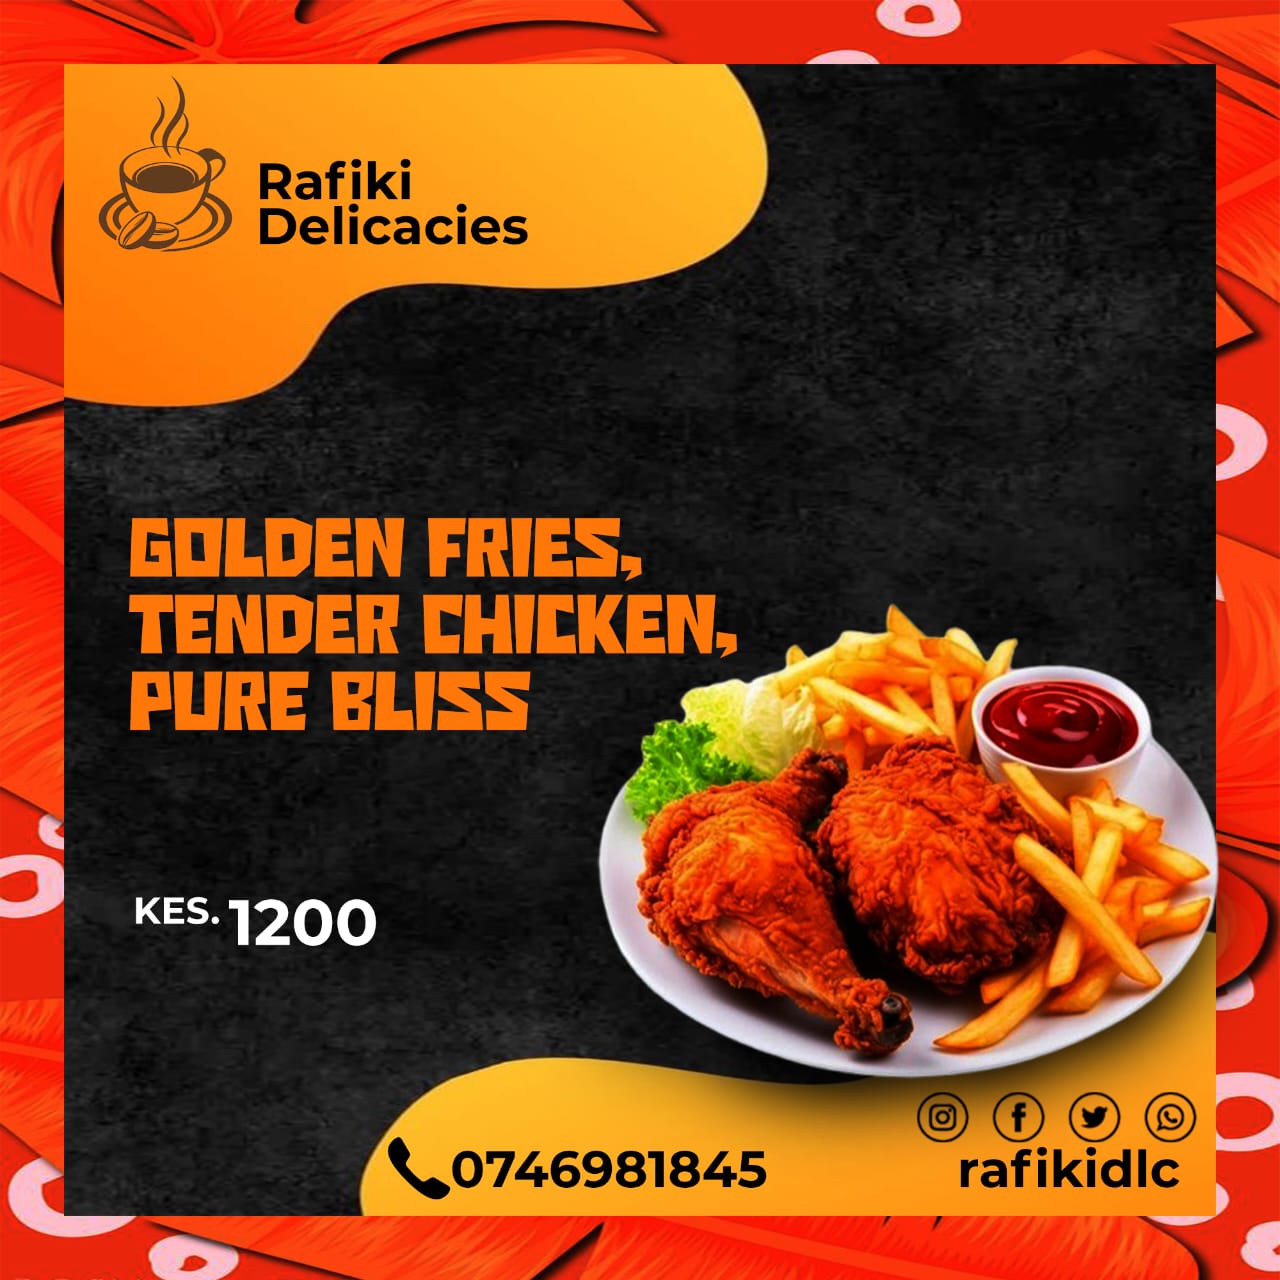 Rafiki
Delicacies
GOLDEN FRIES,
TENDER CHICKEN,
PURE BLISS
KES. 1200
0746981845
rafikidlc